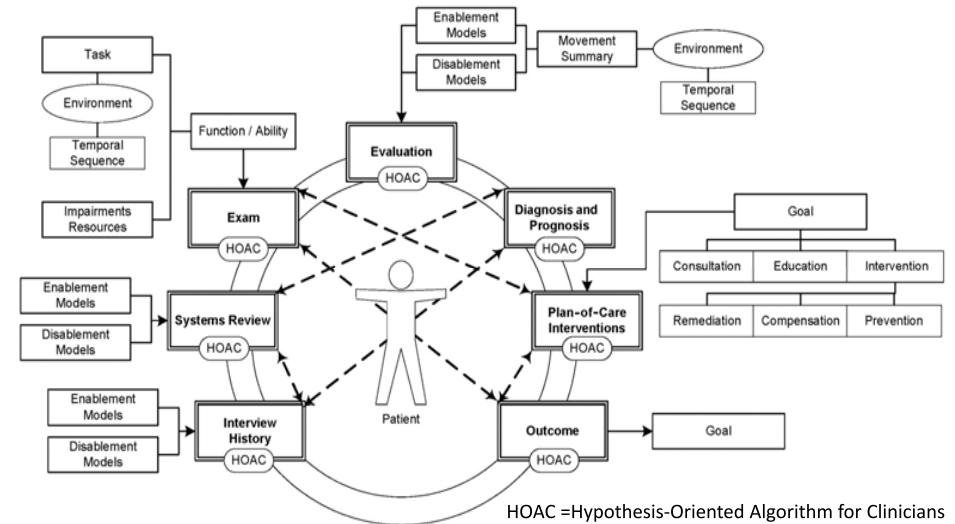 Enablement
Models
Disablement
Models
Movement
Summary
Environment
Temporal
Sequence
Task
Environment
Temporal
Sequence
Impairments
Resources
Function / Ability
Evaluation
HOAC
Exam
HOAC
Diagnosis and
Prognosis
HOAC
Goal
Consultation
Education
Intervention
Remediation
Compensation
Prevention
Enablement
Models
Disablement
Models
Systems Review
HOAC
Plan-of-Care
Interventions
HOAC
Patient
Enablement
Models
Disablement
Models
Interview
History
HOAC
Outcome
HOAC
Goal
HOAC =Hypothesis-Oriented Algorithm for Clinicians